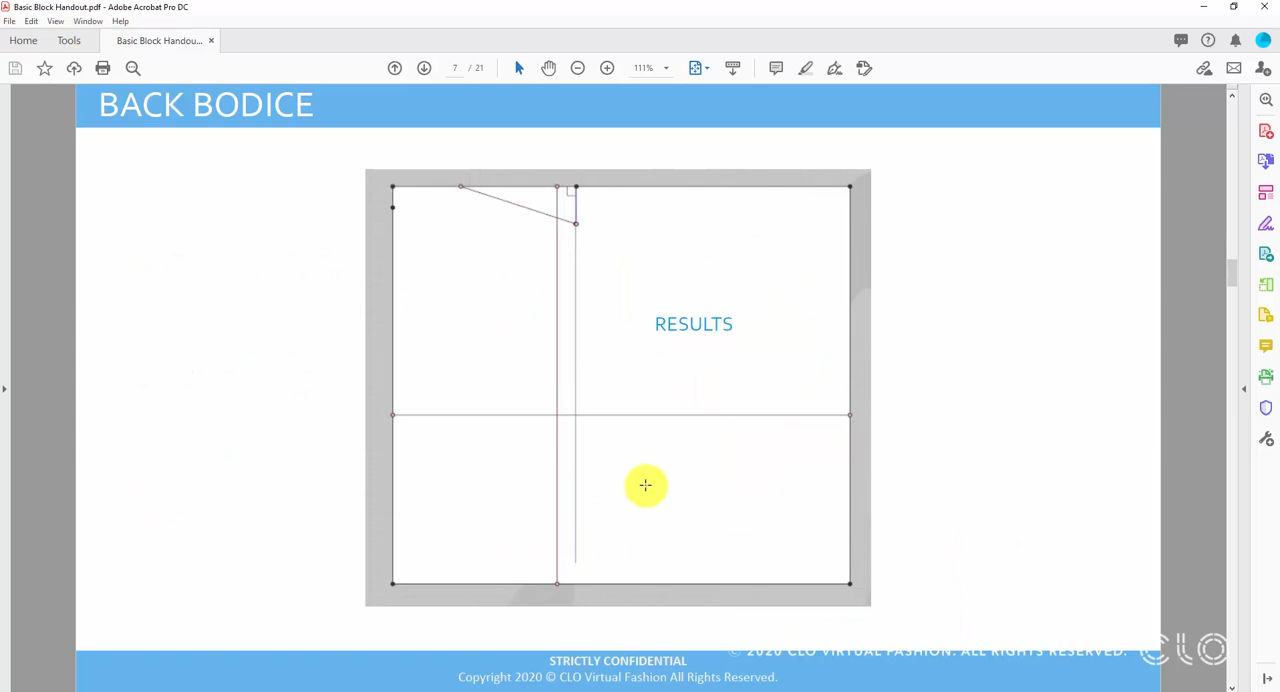 Basic Block Handout.pdf - Adobe Acrobat Pro DC
File Edit View Window Help
Home Tools Basic Block Handou... ×
7 / 21 111%
BACK BODICE
RESULTS
© 2020 CLO VIRTUAL FASHION. ALL RIGHTS RESERVED. CLO
STRICTLY CONFIDENTIAL
Copyright 2020 © CLO Virtual Fashion All Rights Reserved.